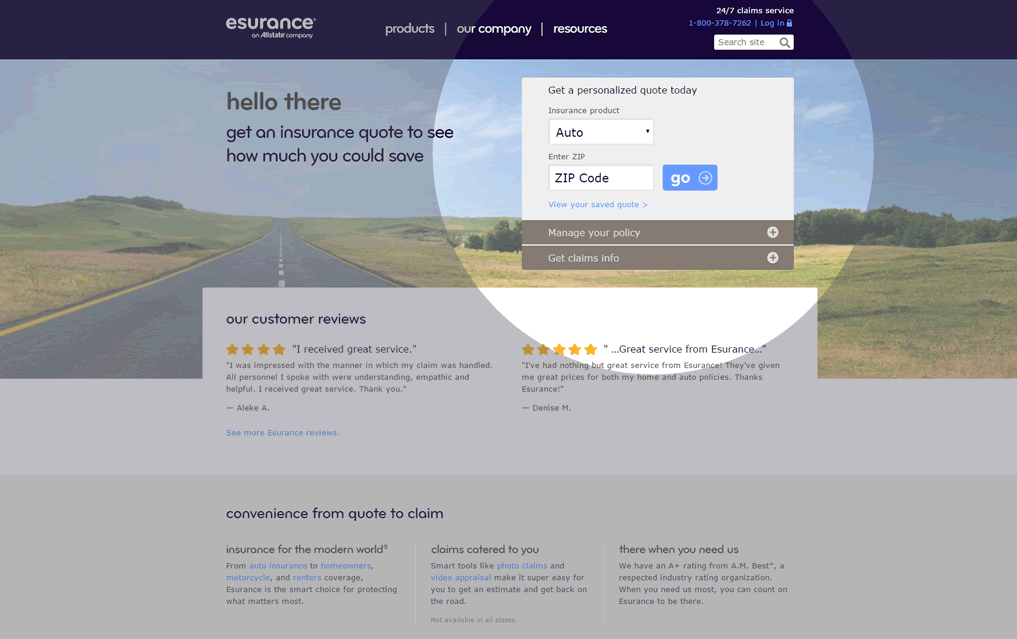 esurance®
an Allstate® company
products | our company | resources
24/7 claims service
1-800-378-7262 | Log in
Search site
hello there
get an insurance quote to see
how much you could save
Get a personalized quote today
Insurance product
Auto
Enter ZIP
ZIP Code
go
View your saved quote >
Manage your policy
Get claims info
our customer reviews
"I received great service."
"I was impressed with the manner in which my claim was handled.
All personnel I spoke with were understanding, empathic and
helpful. I received great service. Thank you."
— Aleke A.
See more Esurance reviews.
" ...Great service from Esurance..."
"I've had nothing but great service from Esurance! They've given
me great prices for both my home and auto policies. Thanks
Esurance!"
— Denise M.
convenience from quote to claim
insurance for the modern world®
From auto insurance to homeowners,
motorcycle, and renters coverage,
Esurance is the smart choice for protecting
what matters most.
claims catered to you
Smart tools like photo claims and
video appraisal make it super easy for
you to get an estimate and get back on
the road.
Not available in all states.
there when you need us
We have an A+ rating from A.M. Best℠, a
respected industry rating organization.
When you need us most, you can count on
Esurance to be there.